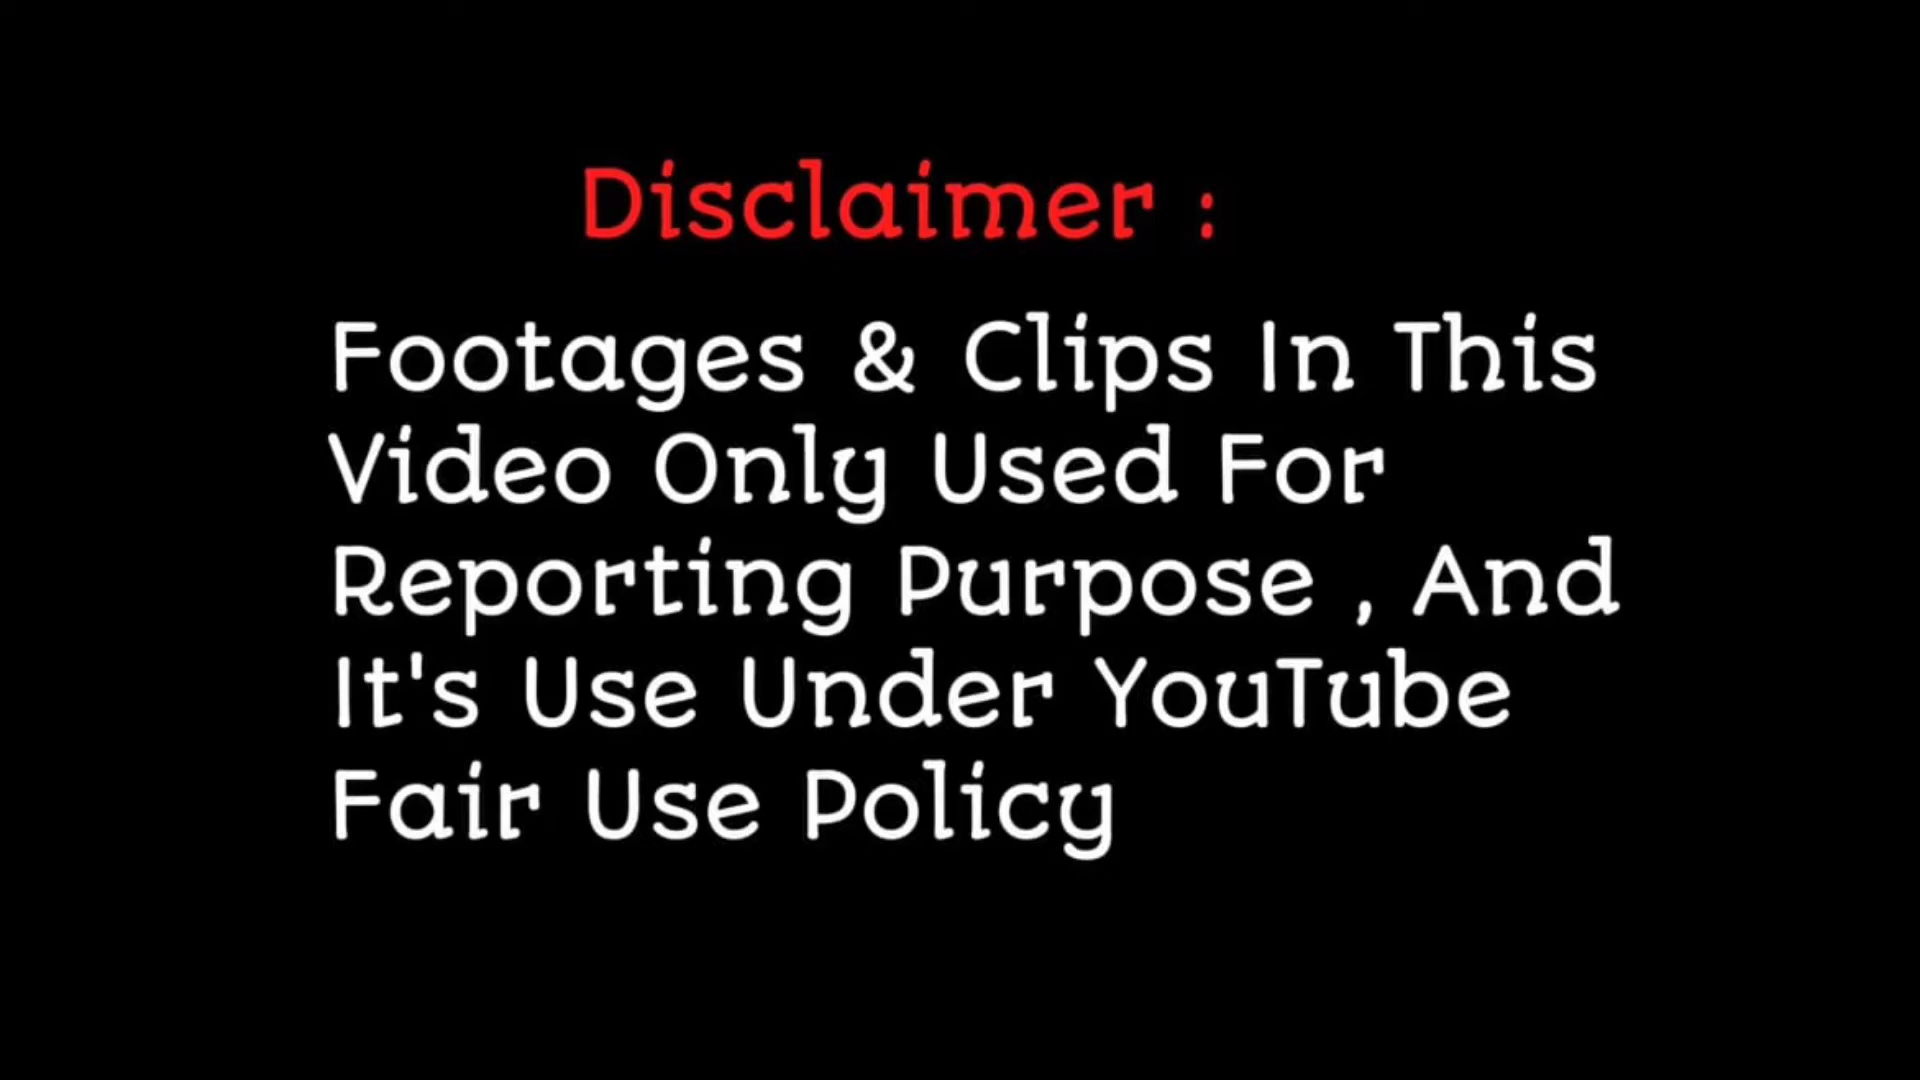 Disclaimer :
Footages & Clips In This
Video Only Used For
Reporting Purpose , And
It's Use Under YouTube
Fair Use Policy